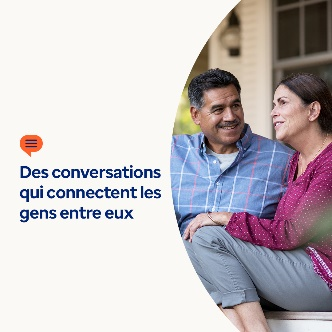 Des conversations
qui connectent les
gens entre eux